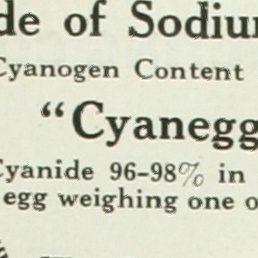 de of Sodiu
Cyanogen Content
“Cyanegg
Cyanide 96-98% in
egg weighing one o